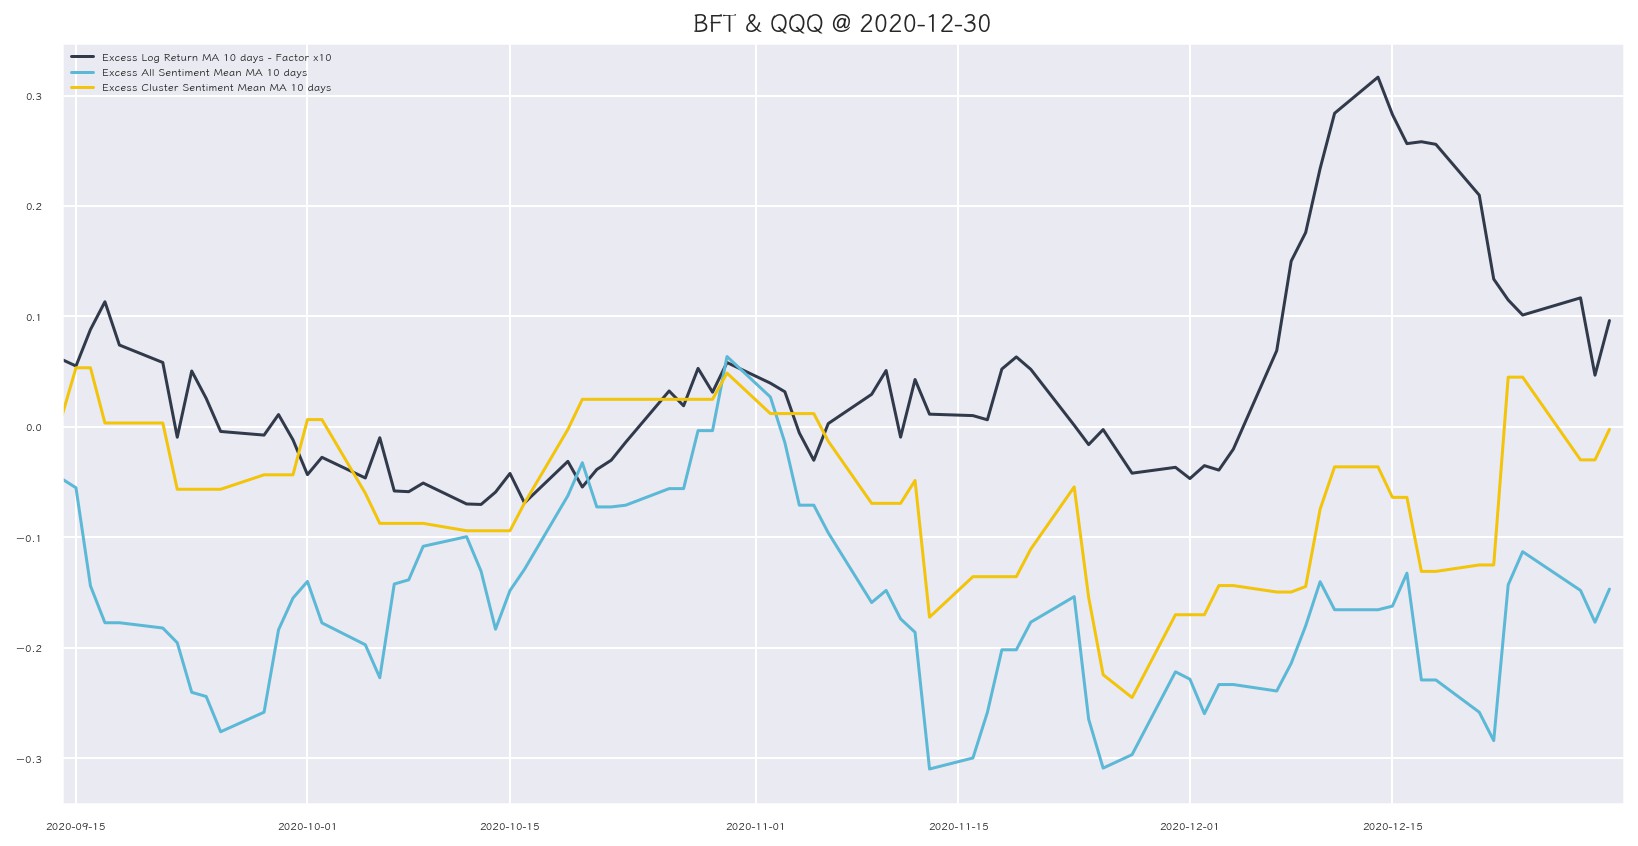 BFT & QQQ @ 2020-12-30
Excess Log Return MA 10 days - Factor x10
Excess All Sentiment Mean MA 10 days
Excess Cluster Sentiment Mean MA 10 days
0.3
0.2
0.1
0.0
−0.1
−0.2
−0.3
2020-09-15 2020-10-01 2020-10-15 2020-11-01 2020-11-15 2020-12-01 2020-12-15